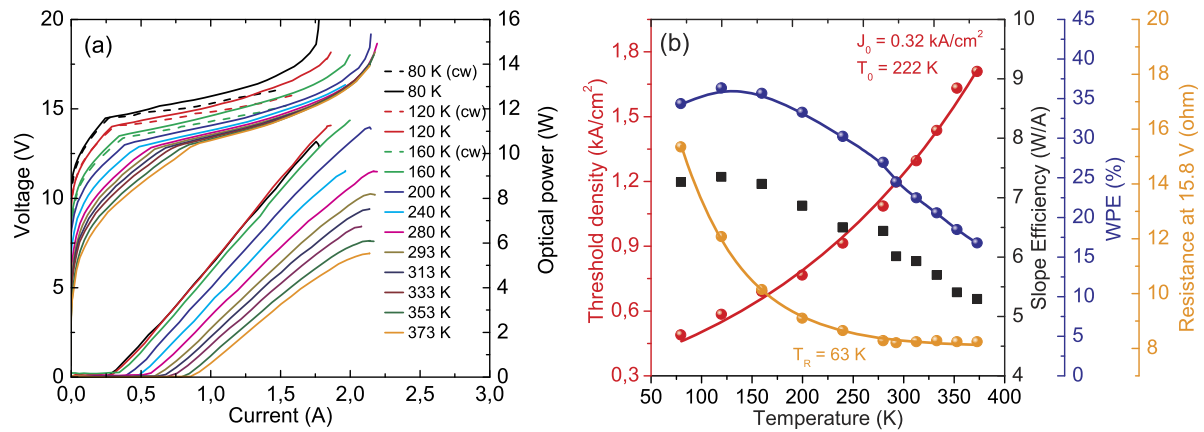 (a)
Voltage (V)
20
15
10
5
0
0,0 0,5 1,0 1,5 2,0 2,5 3,0
Current (A)
80 K (cw)
80 K
120 K (cw)
120 K
160 K (cw)
160 K
200 K
240 K
280 K
293 K
313 K
333 K
353 K
373 K
16
14
12
10
8
6
4
2
0
Optical power (W)
(b)
Threshold density (kA/cm²)
1,8
1,5
1,2
0,9
0,6
0,3
J₀ = 0.32 kA/cm²
T₀ = 222 K
T_R = 63 K
50 100 150 200 250 300 350 400
Temperature (K)
10
9
8
7
6
5
4
Slope Efficiency (W/A)
45
40
35
30
25
20
15
10
5
0
WPE (%)
20
18
16
14
12
10
8
Resistance at 15.8 V (ohm)